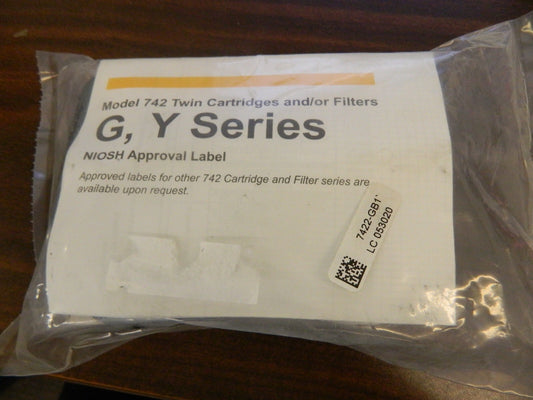 Model 742 Twin Cartridges and/or Filters
G, Y Series
NIOSH Approval Label
Approved labels for other 742 Cartridge and Filter series are
available upon request.
7422-GB1
LC 053020